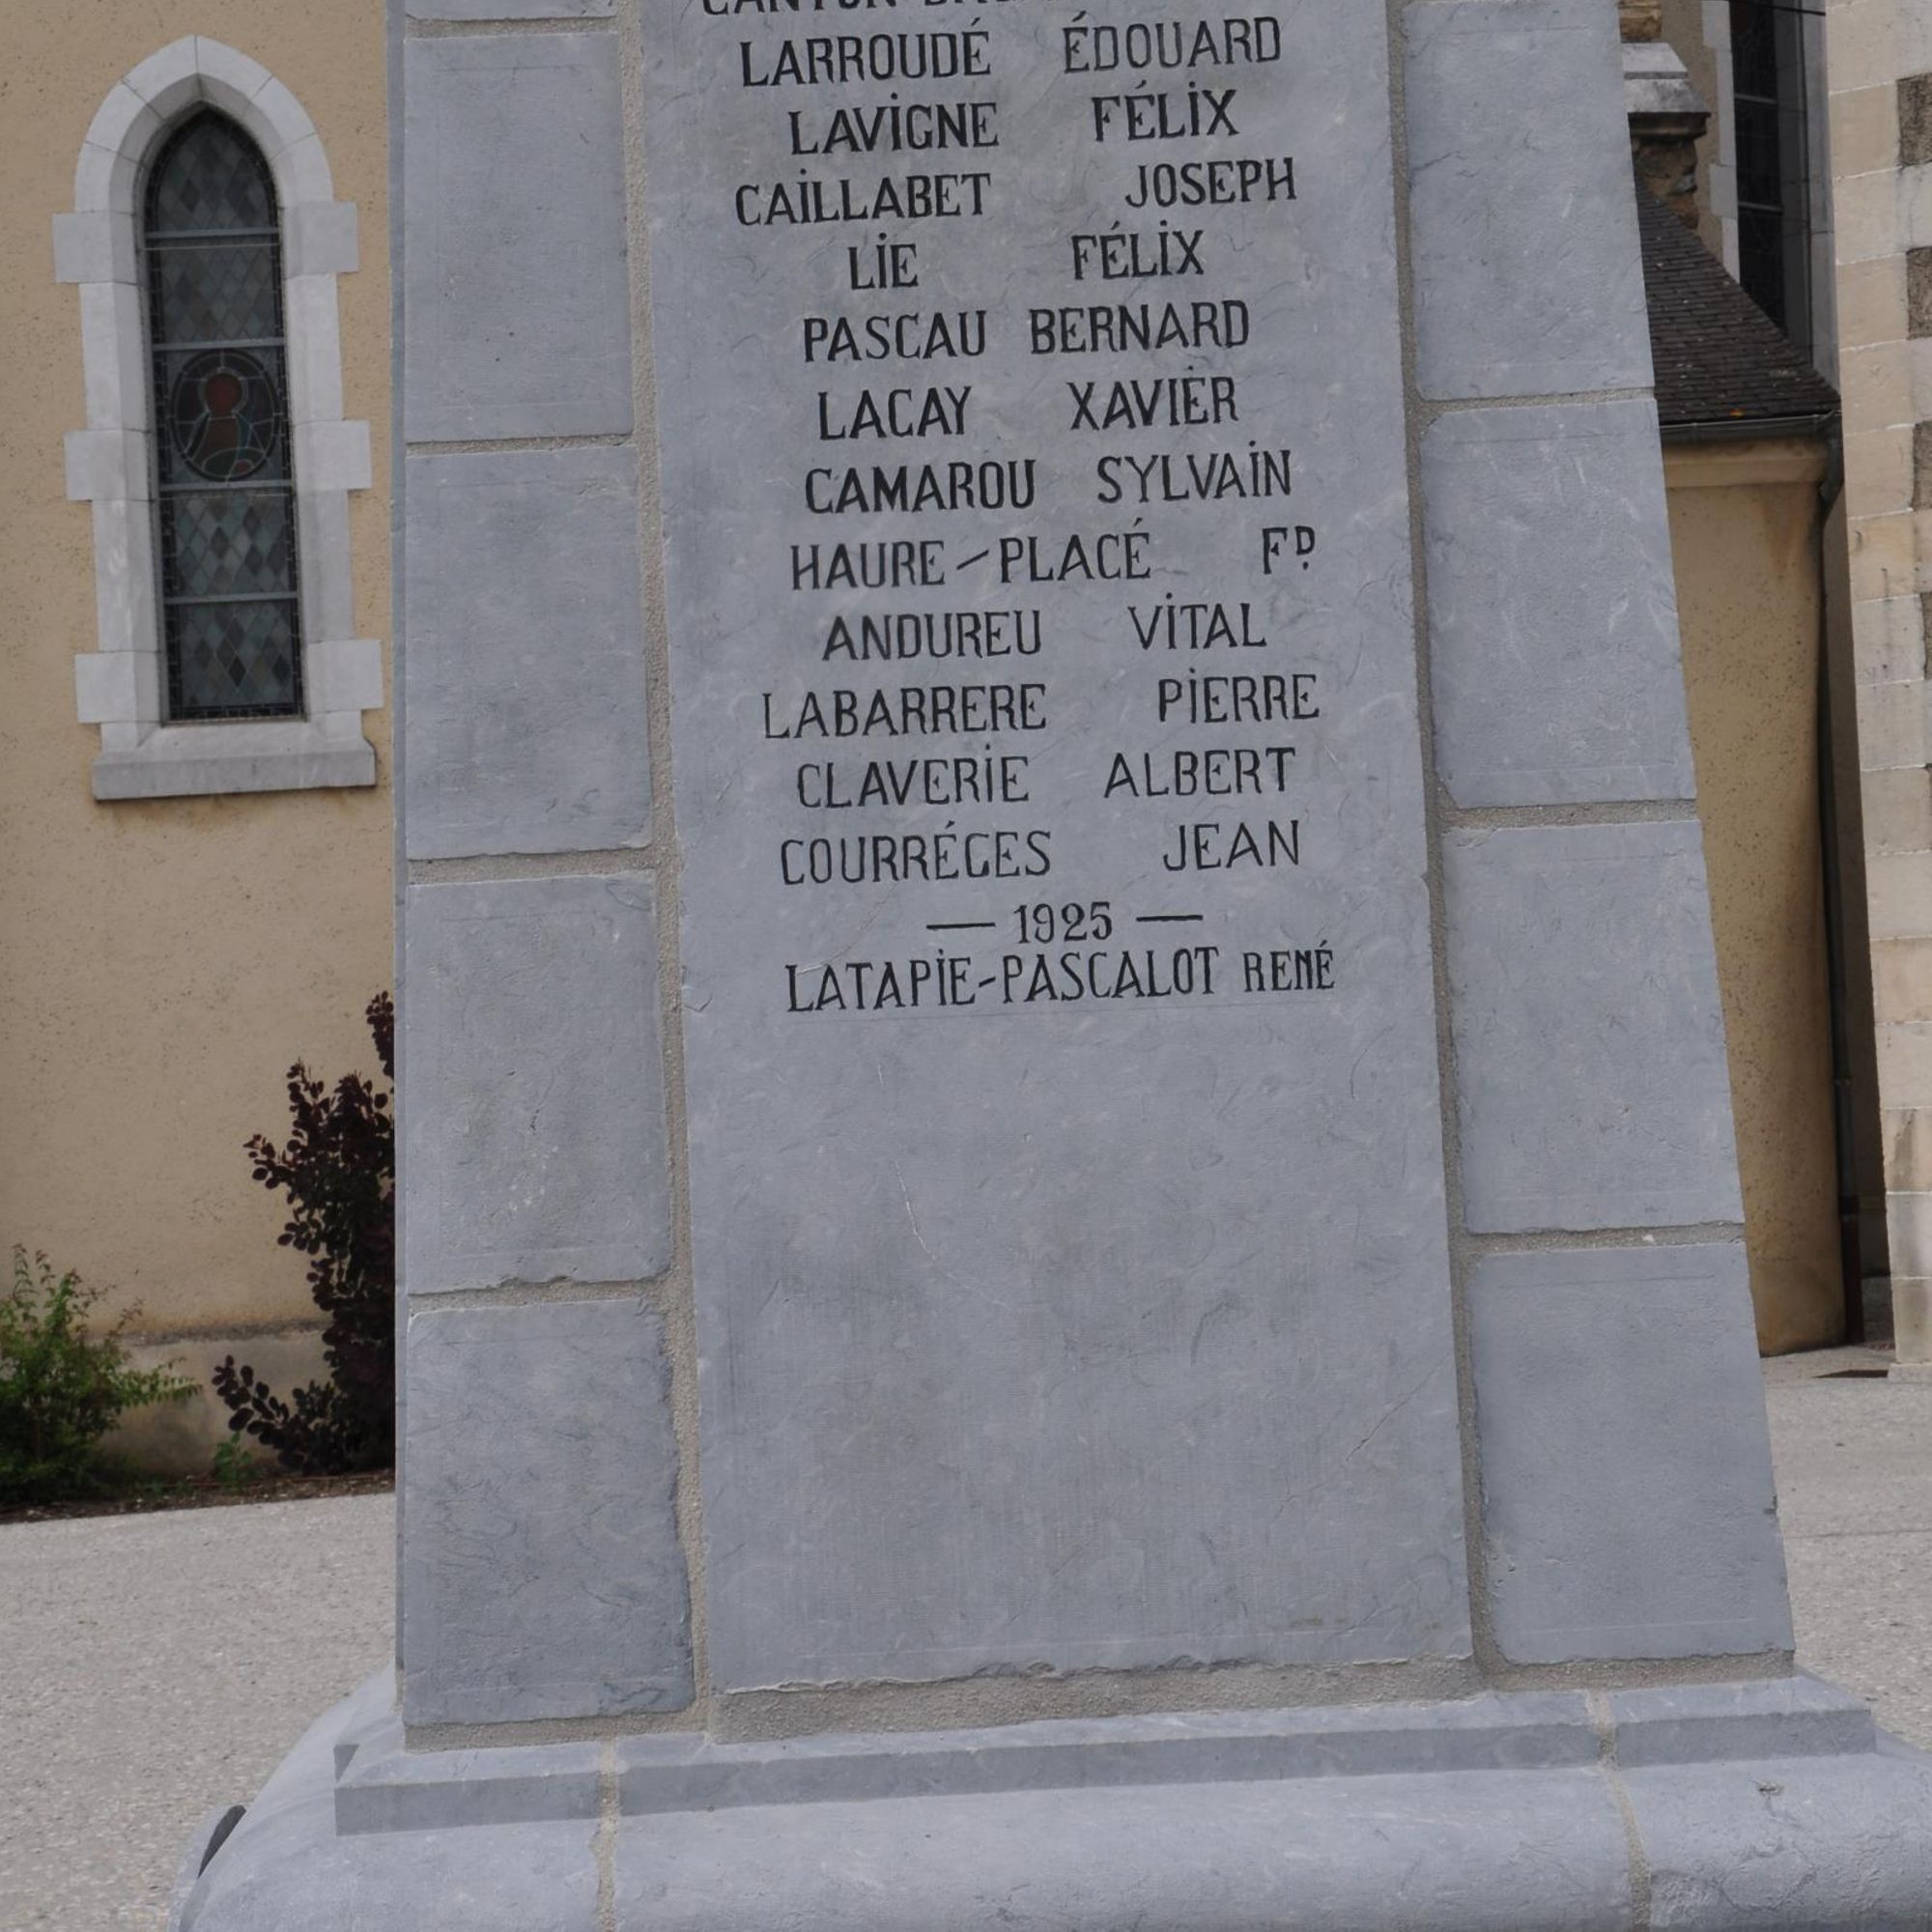 LARROUDÉ ÉDOUARD
LAVIGNE FÉLIX
CAILLABET JOSEPH
LIE FÉLIX
PASCAU BERNARD
LACAY XAVIER
CAMAROU SYLVAIN
HAURE-PLACÉ FD.
ANDUREU VITAL
LABARRERE PIERRE
CLAVERIE ALBERT
COURRÉGES JEAN
— 1925 —
LATAPIE-PASCALOT RENÉ